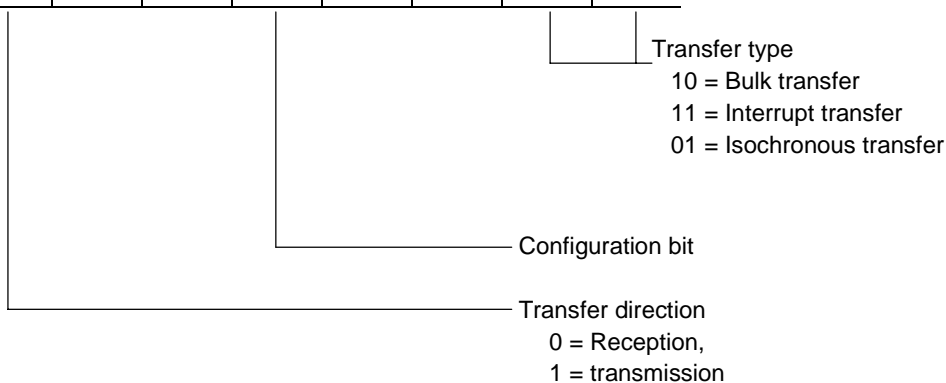 Transfer type
10 = Bulk transfer
11 = Interrupt transfer
01 = Isochronous transfer
Configuration bit
Transfer direction
0 = Reception,
1 = transmission